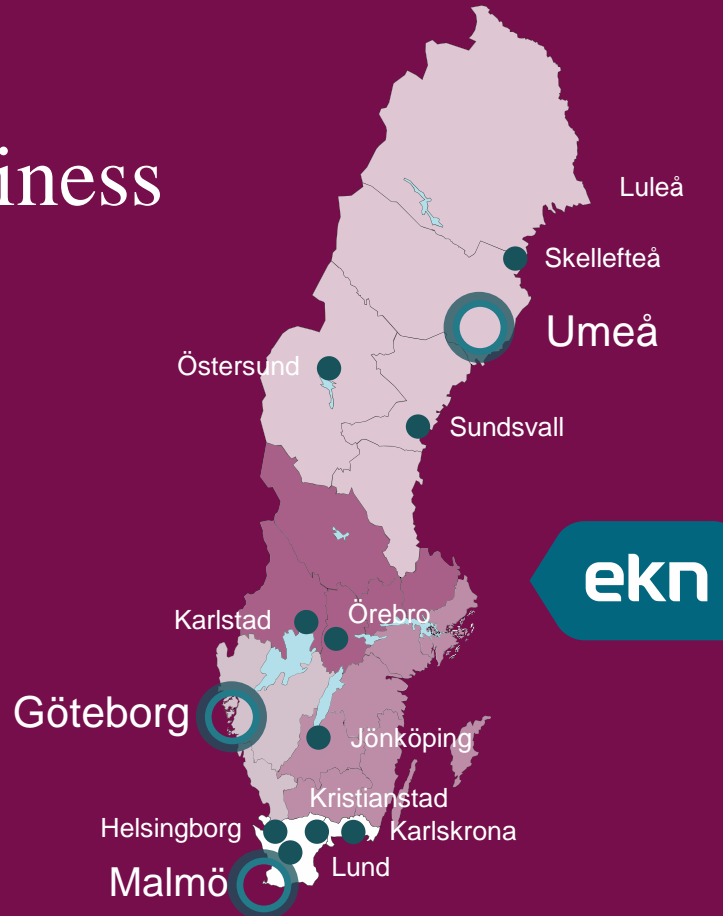 iness
Luleå
Skellefteå
Umeå
Östersund
Sundsvall
ekn
Karlstad
Örebro
Göteborg
Jönköping
Kristianstad
Helsingborg
Karlskrona
Lund
Malmö